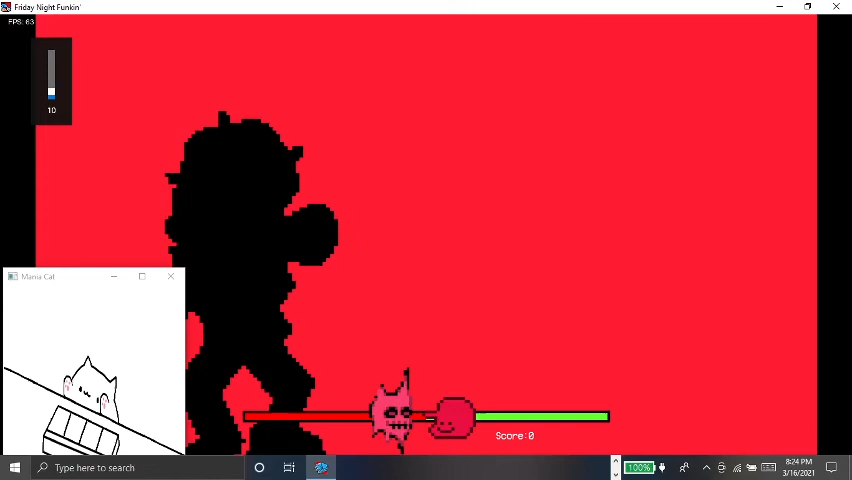 Friday Night Funkin'
FPS: 63
10
Mania Cat
Score:0
Type here to search
100%
8:24 PM
3/16/2021